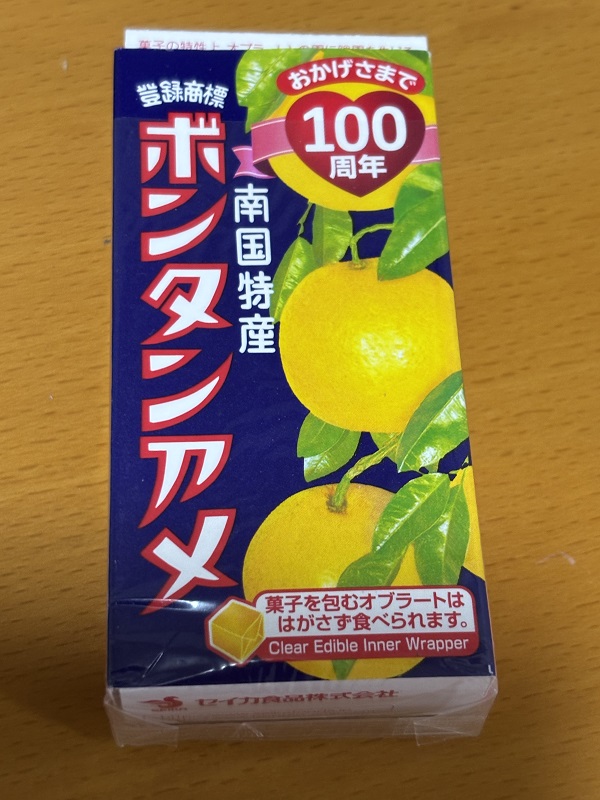 おかげさまで
100
周年
登録商標
ボンタンアメ
南国特産
菓子を包むオブラートは
はがさず食べられます。
Clear Edible Inner Wrapper
セイカ食品株式会社